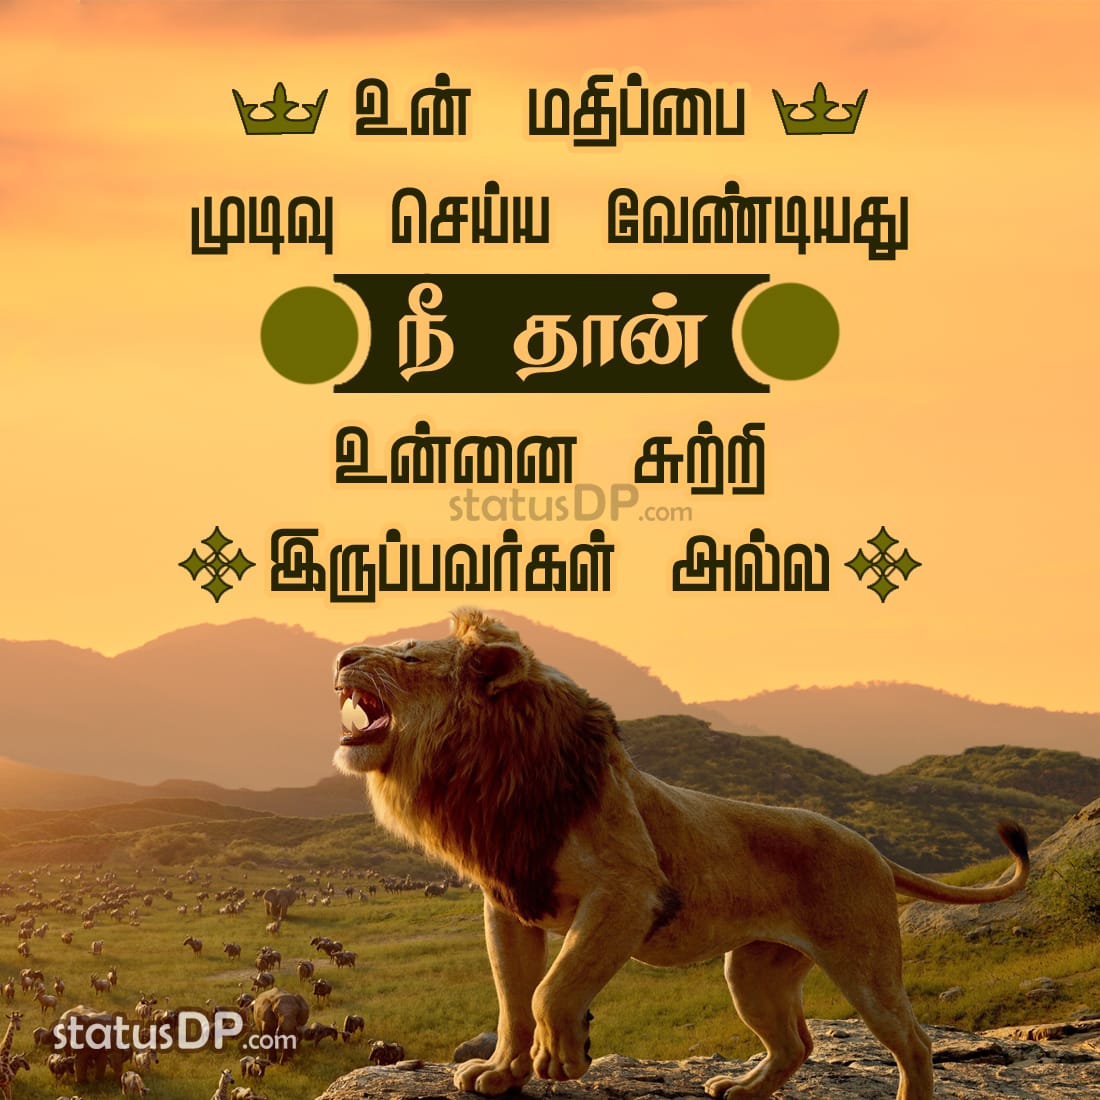 உன் மதிப்பை
முடிவு செய்ய வேண்டியது
நீ தான்
உன்னை சுற்றி
statusDP.com
இருப்பவர்கள் அல்ல
statusDP.com